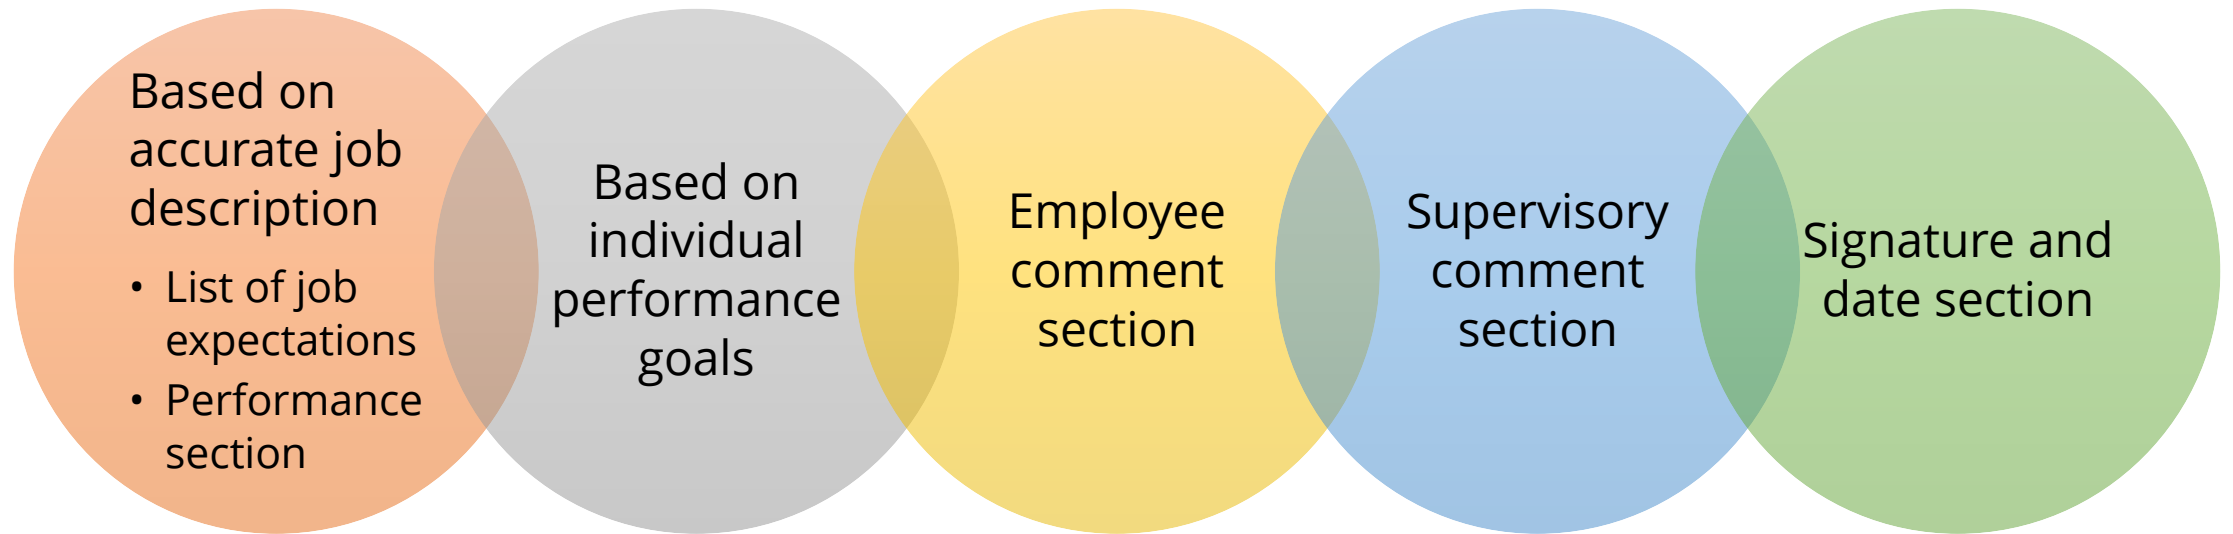 Based on
accurate job
description
• List of job
expectations
• Performance
section
Based on
individual
performance
goals
Employee
comment
section
Supervisory
comment
section
Signature and
date section